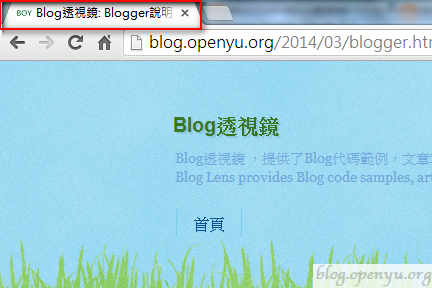 BOY Blog透視鏡: Blogger說明
blog.openyu.org/2014/03/blogger.htm
Blog透視鏡
Blog透視鏡 ，提供了Blog代碼範例，文章
Blog Lens provides Blog code samples, art
首頁
blog.openyu.org